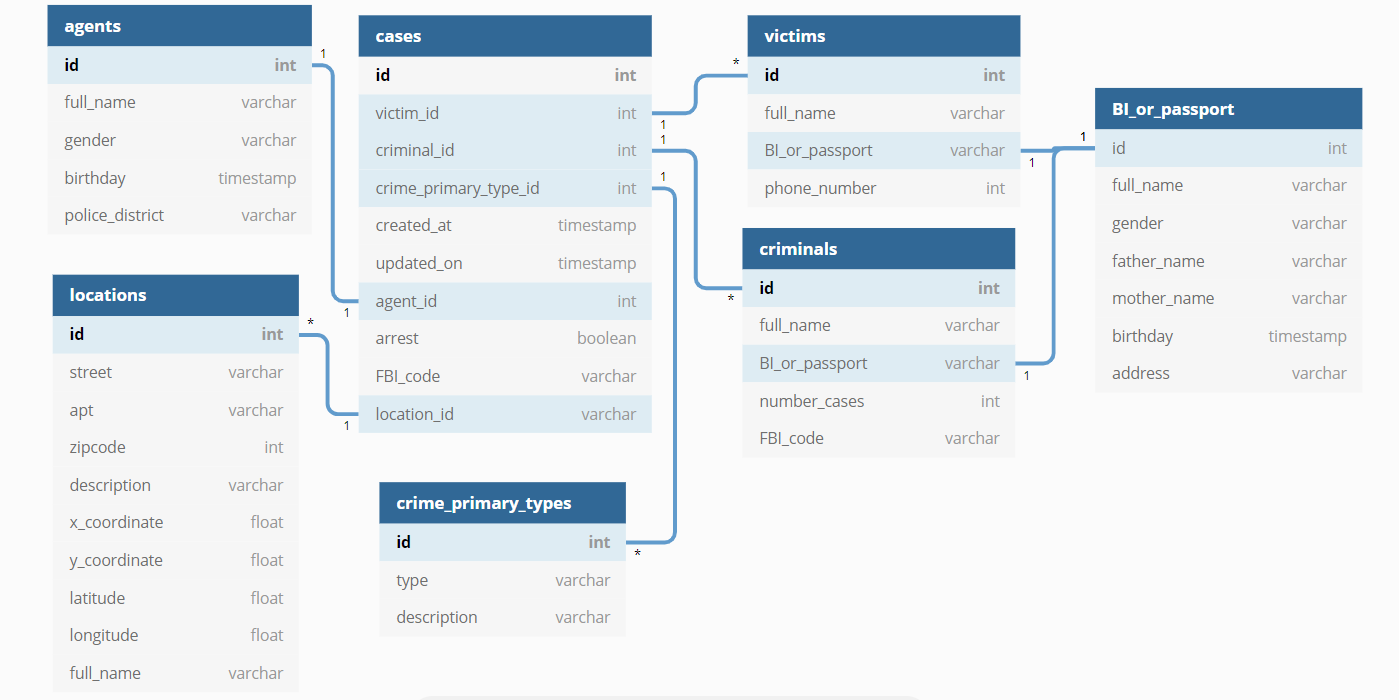 agents
id int
full_name varchar
gender varchar
birthday timestamp
police_district varchar
1
locations
id int
street varchar
apt varchar
zipcode int
description varchar
x_coordinate float
y_coordinate float
latitude float
longitude float
full_name varchar
*
cases
id int
victim_id int
criminal_id int
crime_primary_type_id int
created_at timestamp
updated_on timestamp
agent_id int
arrest boolean
FBI_code varchar
location_id varchar
1
1
1
1
1
crime_primary_types
id int
type varchar
description varchar
*
victims
id int
full_name varchar
BI_or_passport varchar
phone_number int
*
1
criminals
id int
full_name varchar
BI_or_passport varchar
number_cases int
FBI_code varchar
*
1
BI_or_passport
id int
full_name varchar
gender varchar
father_name varchar
mother_name varchar
birthday timestamp
address varchar
1